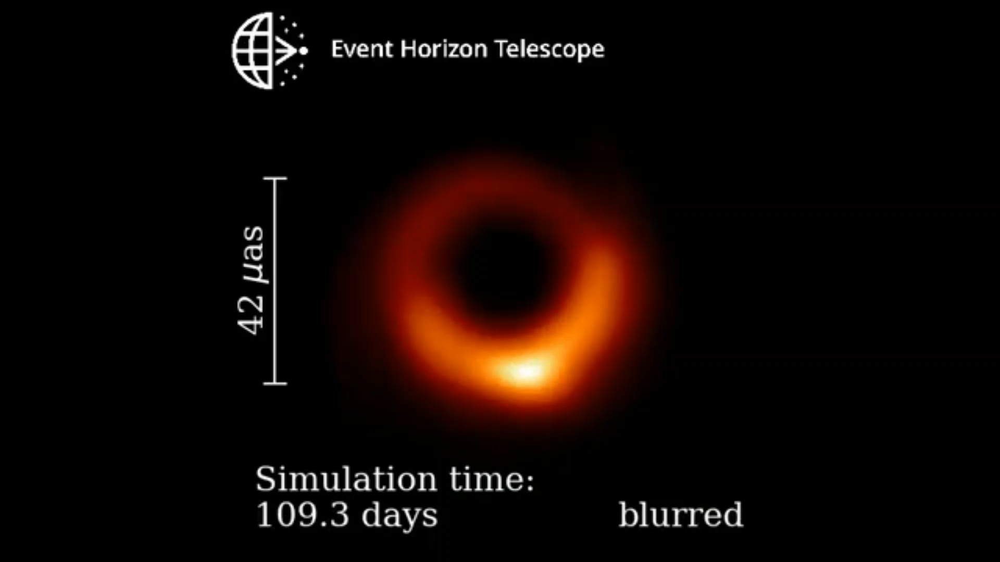 Event Horizon Telescope
42 μas
Simulation time:
109.3 days
blurred